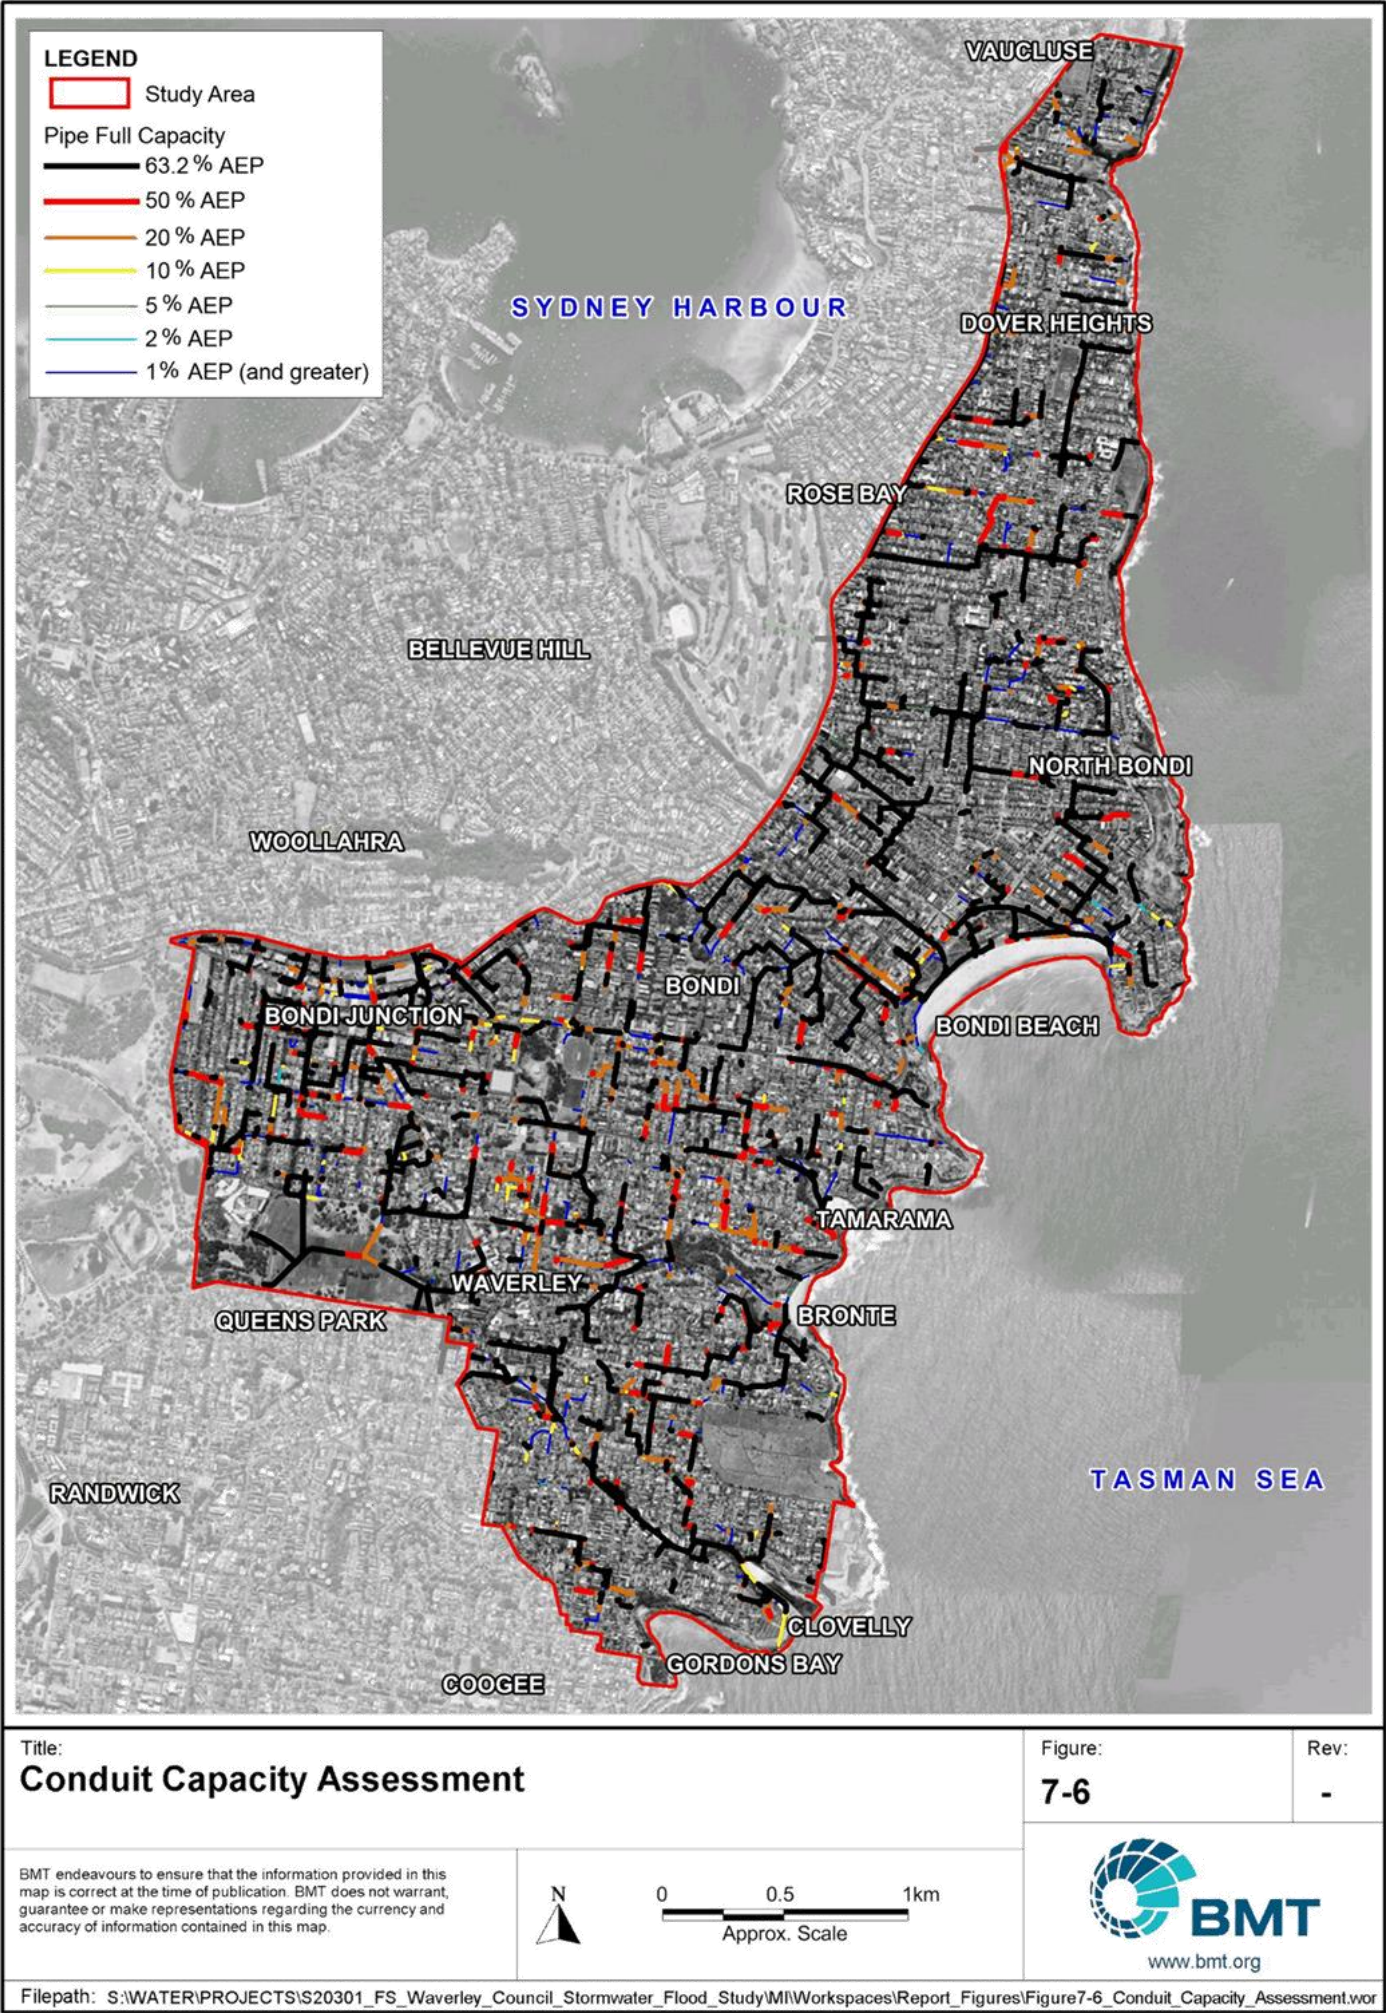 LEGEND
Study Area
Pipe Full Capacity
63.2 % AEP
50 % AEP
20 % AEP
10 % AEP
5 % AEP
2 % AEP
1% AEP (and greater)
VAUCLUSE
SYDNEY HARBOUR
DOVER HEIGHTS
ROSE BAY
BELLEVUE HILL
NORTH BONDI
WOOLLAHRA
BONDI
BONDI JUNCTION
BONDI BEACH
TAMARAMA
WAVERLEY
QUEENS PARK
BRONTE
TASMAN SEA
RANDWICK
CLOVELLY
GORDONS BAY
COOGEE
Title:
Conduit Capacity Assessment
Figure:
7-6
Rev:
-
BMT endeavours to ensure that the information provided in this
map is correct at the time of publication. BMT does not warrant,
guarantee or make representations regarding the currency and
accuracy of information contained in this map.
N
0 0.5 1km
Approx. Scale
BMT
www.bmt.org
Filepath: S:\WATER\PROJECTS\S20301_FS_Waverley_Council_Stormwater_Flood_Study\MI\Workspaces\Report_Figures\Figure7-6_Conduit_Capacity_Assessment.wor